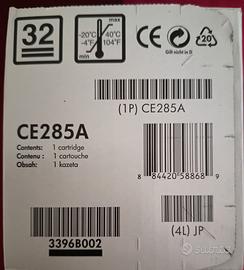 32
max
-20°C
-4°F
40°C
104°F
min
20
Gilt nicht in D
(1P) CE285A
CE285A
Contents: 1 cartridge
Contenu : 1 cartouche
Obsah: 1 kazeta
8 84420 58868 9
3396B002
(4L) JP
Subito